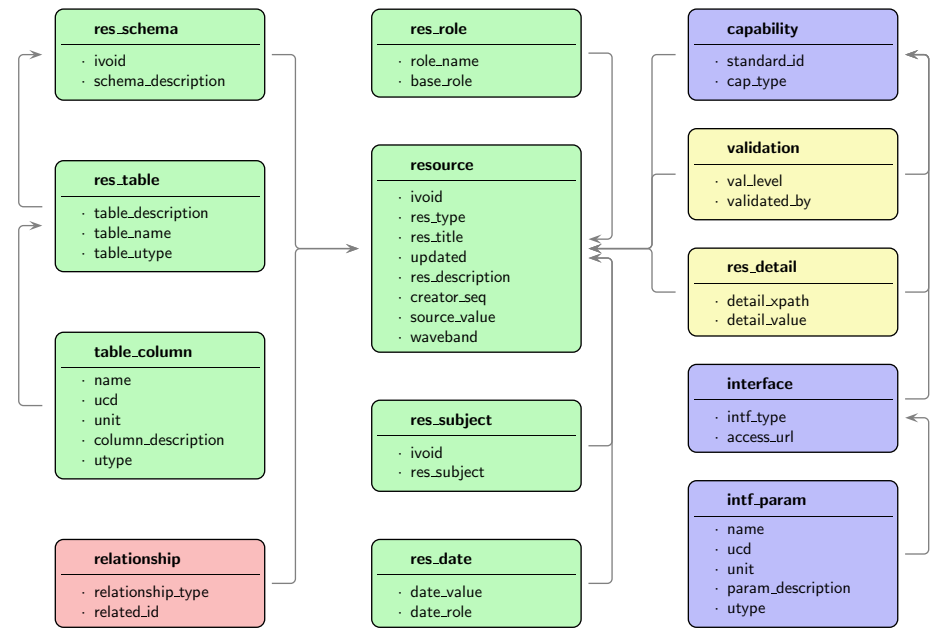 res_schema
· ivoid
· schema_description
res_table
· table_description
· table_name
· table_utype
table_column
· name
· ucd
· unit
· column_description
· utype
relationship
· relationship_type
· related_id
res_role
· role_name
· base_role
resource
· ivoid
· res_type
· res_title
· updated
· res_description
· creator_seq
· source_value
· waveband
res_subject
· ivoid
· res_subject
res_date
· date_value
· date_role
capability
· standard_id
· cap_type
validation
· val_level
· validated_by
res_detail
· detail_xpath
· detail_value
interface
· intf_type
· access_url
intf_param
· name
· ucd
· unit
· param_description
· utype